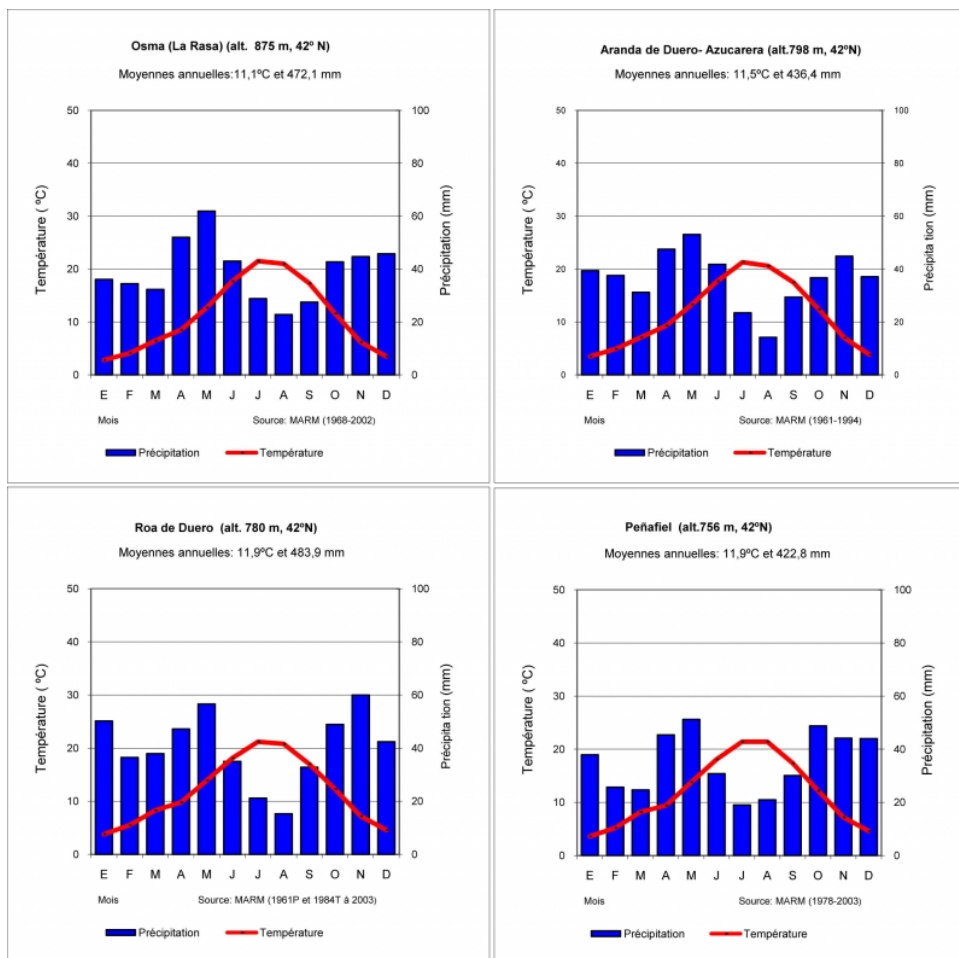 Osma (La Rasa) (alt. 875 m, 42º N)
Moyennes annuelles:11,1ºC et 472,1 mm
Température ( ºC)
Précipitation (mm)
50
40
30
20
10
0
100
80
60
40
20
0
E F M A M J J A S O N D
Mois
Source: MARM (1968-2002)
Précipitation
Température
Aranda de Duero- Azucarera (alt.798 m, 42ºN)
Moyennes annuelles: 11,5ºC et 436,4 mm
Température ( ºC)
Précipita tion (mm)
50
40
30
20
10
0
100
80
60
40
20
0
E F M A M J J A S O N D
Mois
Source: MARM (1961-1994)
Précipitation
Température
Roa de Duero (alt. 780 m, 42ºN)
Moyennes annuelles: 11,9ºC et 483,9 mm
Température ( ºC)
Précipita tion (mm)
50
40
30
20
10
0
100
80
60
40
20
0
E F M A M J J A S O N D
Mois
Source: MARM (1961P et 1984T à 2003)
Précipitation
Température
Peñafiel (alt.756 m, 42ºN)
Moyennes annuelles: 11,9ºC et 422,8 mm
Température ( ºC)
Précipitation (mm)
50
40
30
20
10
0
100
80
60
40
20
0
E F M A M J J A S O N D
Mois
Source: MARM (1978-2003)
Précipitation
Température